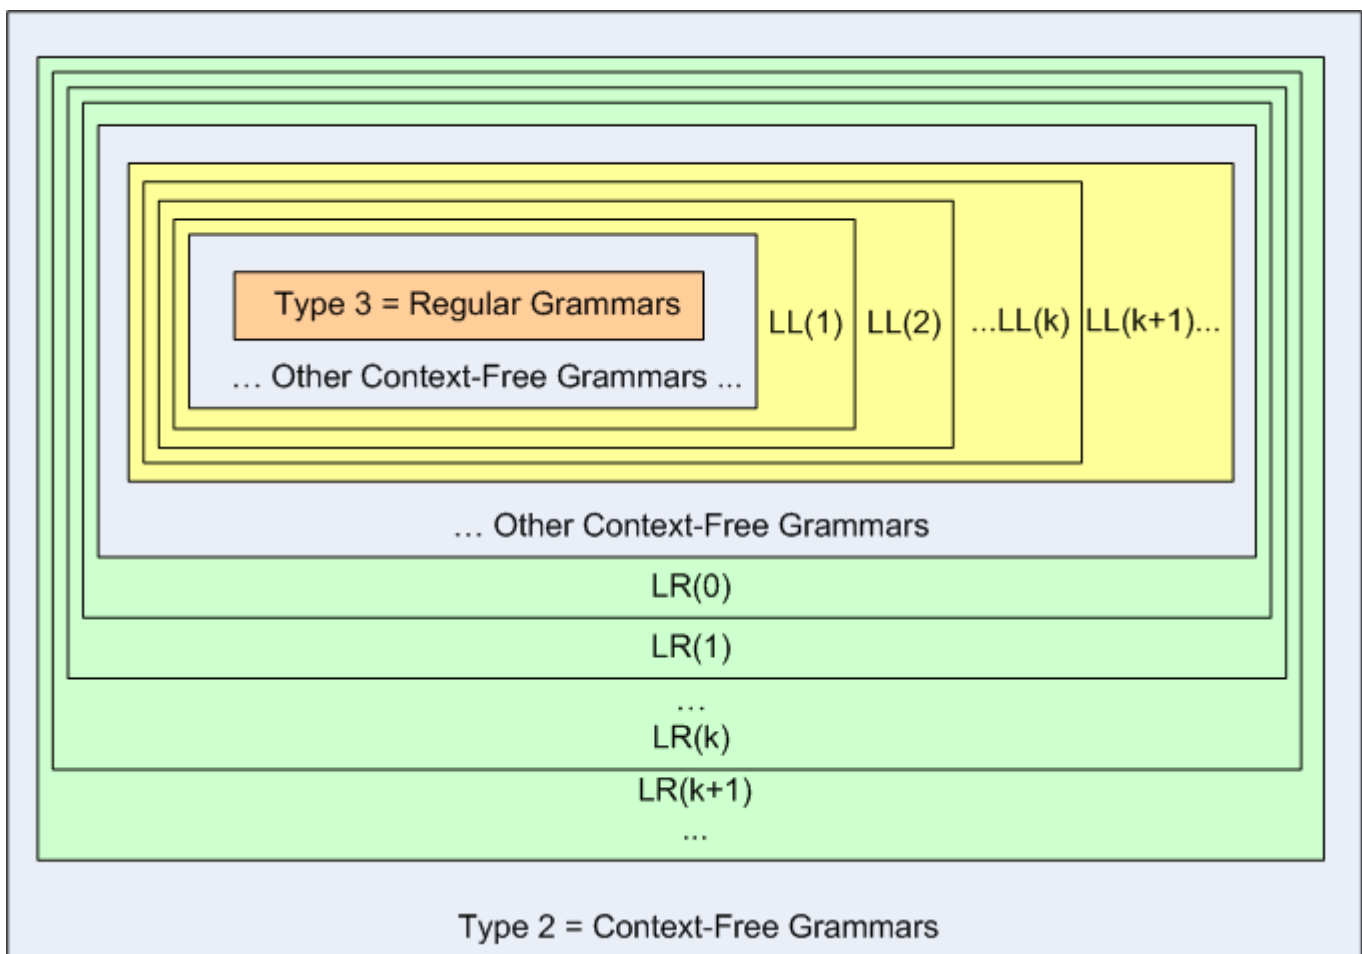 Type 3 = Regular Grammars
LL(1)
LL(2)
...LL(k)
LL(k+1)...
… Other Context-Free Grammars ...
… Other Context-Free Grammars
LR(0)
LR(1)
…
LR(k)
LR(k+1)
...
Type 2 = Context-Free Grammars